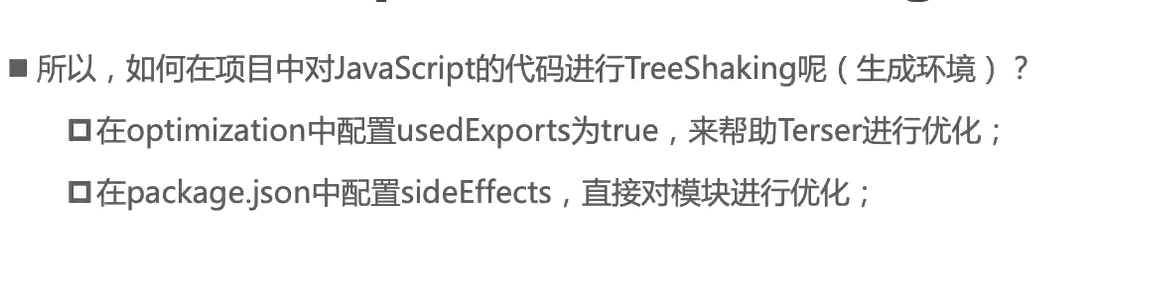 所以，如何在项目中对JavaScript的代码进行TreeShaking呢（生成环境）？
在optimization中配置usedExports为true，来帮助Terser进行优化；
在package.json中配置sideEffects，直接对模块进行优化；